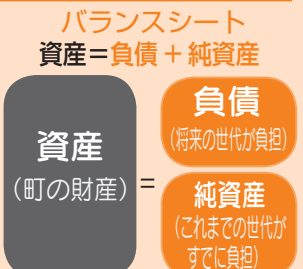 バランスシート
資産=負債+純資産
資産
(町の財産)
=
負債
(将来の世代が負担)
純資産
(これまでの世代が
すでに負担)